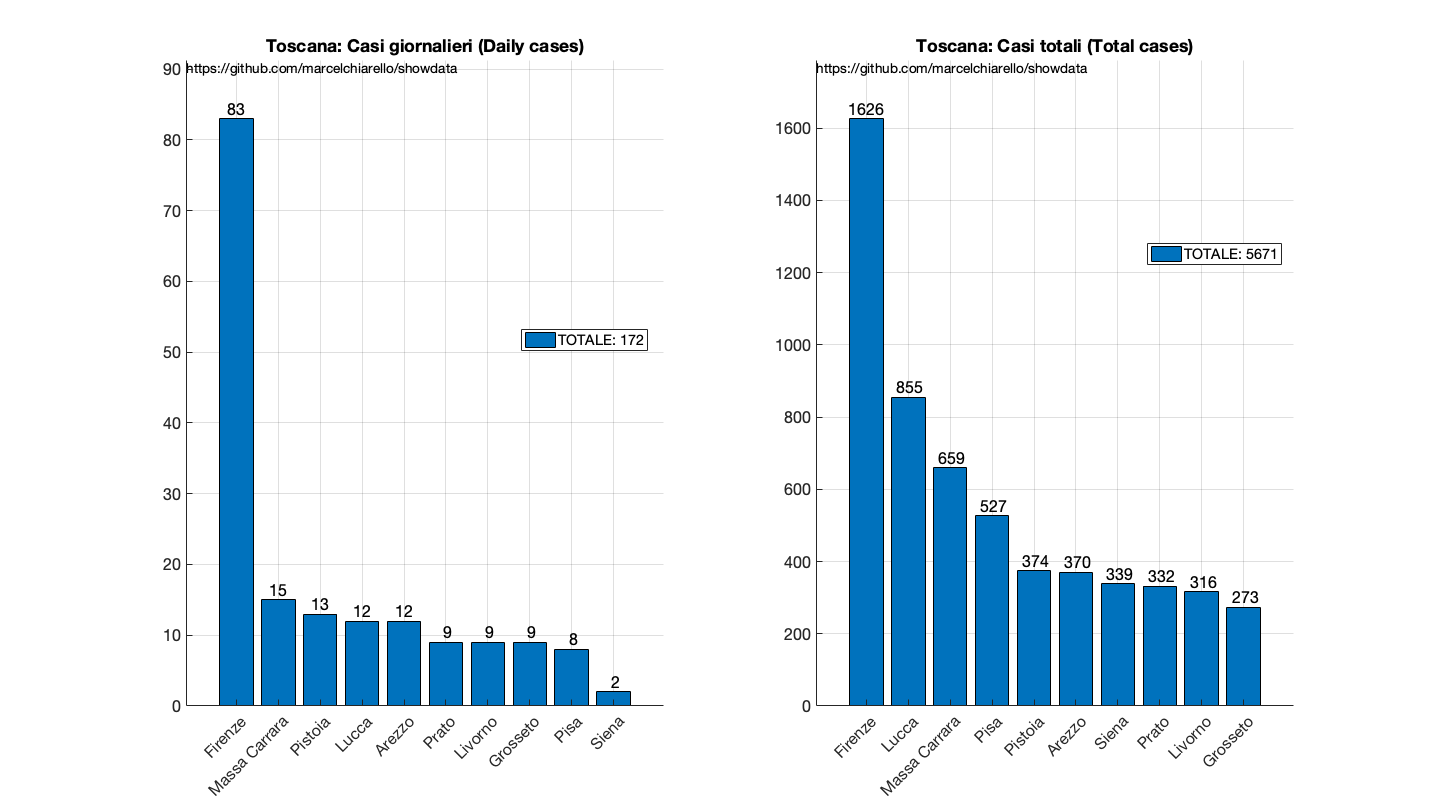 Toscana: Casi giornalieri (Daily cases)
https://github.com/marcelchiarello/showdata
90
80
70
60
50
40
30
20
10
0
83
15
13
12
12
9
9
9
8
2
TOTALE: 172
Firenze
Massa Carrara
Pistoia
Lucca
Arezzo
Prato
Livorno
Grosseto
Pisa
Siena
Toscana: Casi totali (Total cases)
https://github.com/marcelchiarello/showdata
1600
1400
1200
1000
800
600
400
200
0
1626
855
659
527
374
370
339
332
316
273
TOTALE: 5671
Firenze
Lucca
Massa Carrara
Pisa
Pistoia
Arezzo
Siena
Prato
Livorno
Grosseto